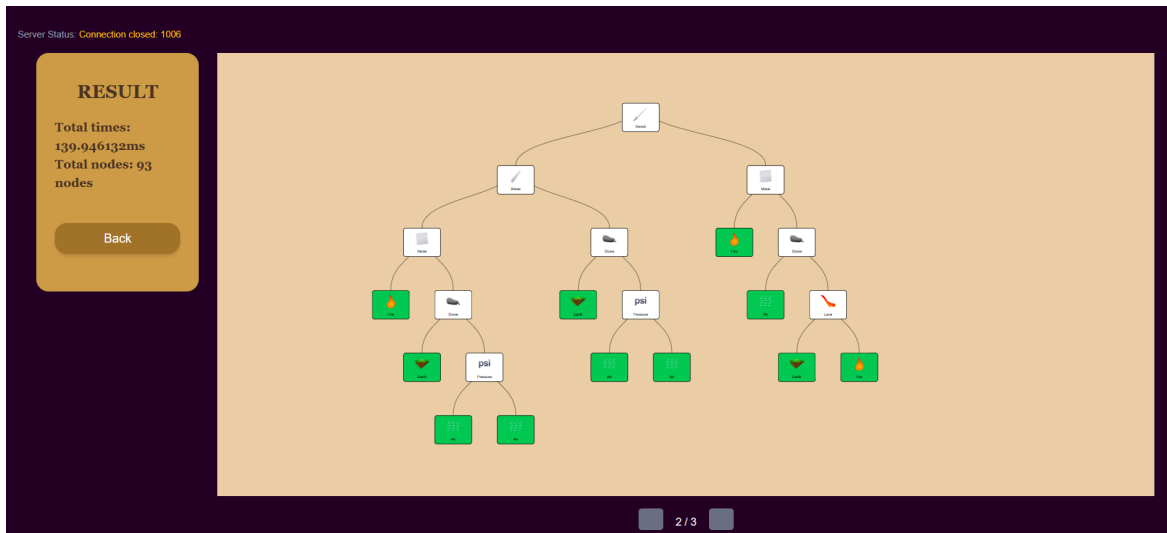 Server Status: Connection closed: 1006
RESULT
Total times:
139.946132ms
Total nodes: 93
nodes
Back
Sword
Blade
Metal
Metal
Stone
Fire
Stone
Fire
Stone
Earth
psi
Pressure
Air
Lava
Earth
psi
Pressure
Air
Air
Earth
Fire
Air
Air
2 / 3